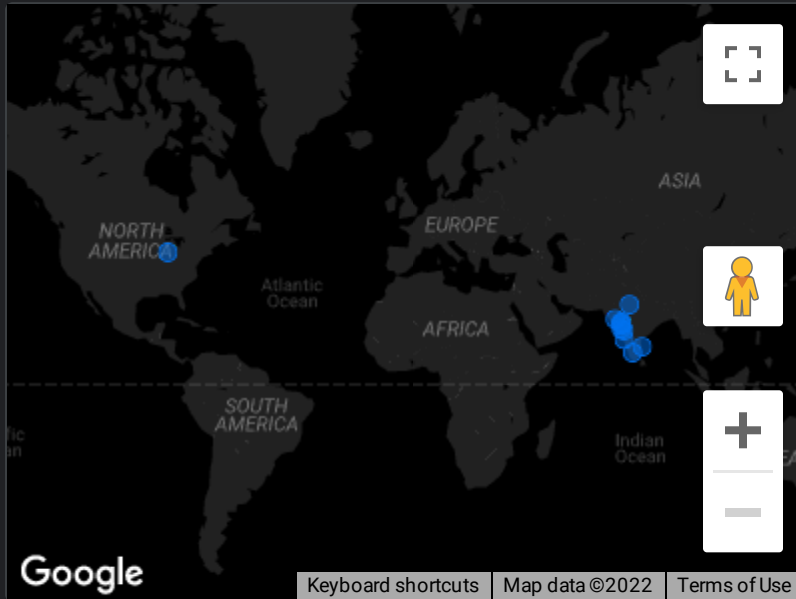 ASIA
NORTH
AMERICA
EUROPE
Atlantic
Ocean
AFRICA
SOUTH
AMERICA
Indian
Ocean
Google
Keyboard shortcuts
Map data ©2022
Terms of Use